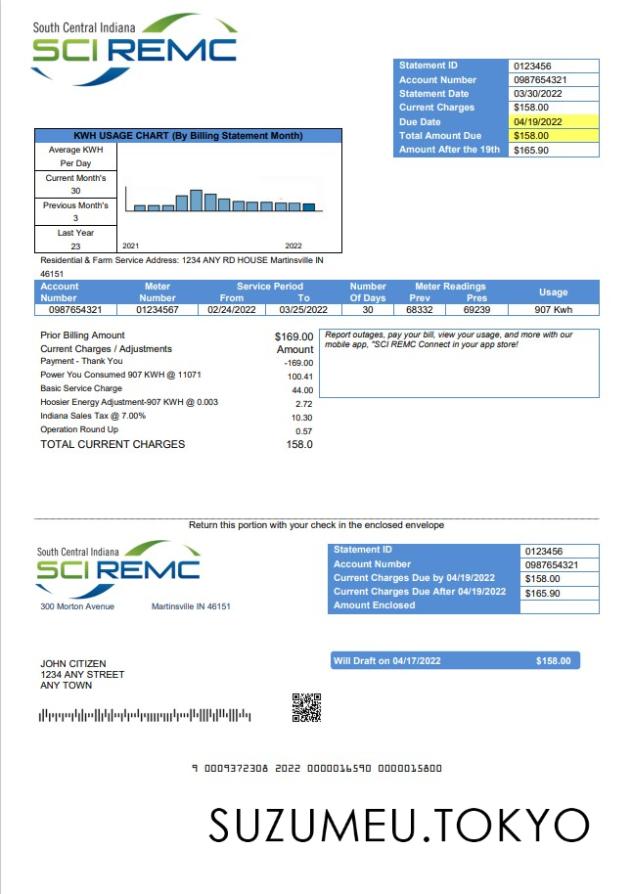 South Central Indiana
SCI REMC
Statement ID 0123456
Account Number 0987654321
Statement Date 03/30/2022
Current Charges $158.00
Due Date 04/19/2022
Total Amount Due $158.00
Amount After the 19th $165.90
KWH USAGE CHART (By Billing Statement Month)
Average KWH
Per Day
Current Month's
30
Previous Month's
3
Last Year
23
2021 2022
Residential & Farm Service Address: 1234 ANY RD HOUSE Martinsville IN
46151
Account Meter Service Period Number Meter Readings Usage
Number Number From To Of Days Prev Pres
0987654321 01234567 02/24/2022 03/25/2022 30 68332 69239 907 Kwh
Prior Billing Amount $169.00
Current Charges / Adjustments Amount
Payment - Thank You -169.00
Power You Consumed 907 KWH @ 11071 100.41
Basic Service Charge 44.00
Hoosier Energy Adjustment-907 KWH @ 0.003 2.72
Indiana Sales Tax @ 7.00% 10.30
Operation Round Up 0.57
TOTAL CURRENT CHARGES 158.0
Report outages, pay your bill, view your usage, and more with our
mobile app, "SCI REMC Connect in your app store!
Return this portion with your check in the enclosed envelope
South Central Indiana
SCI REMC
300 Morton Avenue Martinsville IN 46151
Statement ID 0123456
Account Number 0987654321
Current Charges Due by 04/19/2022 $158.00
Current Charges Due After 04/19/2022 $165.90
Amount Enclosed
Will Draft on 04/17/2022 $158.00
JOHN CITIZEN
1234 ANY STREET
ANY TOWN
9 0009372308 2022 0000016590 0000015800
SUZUMEU.TOKYO